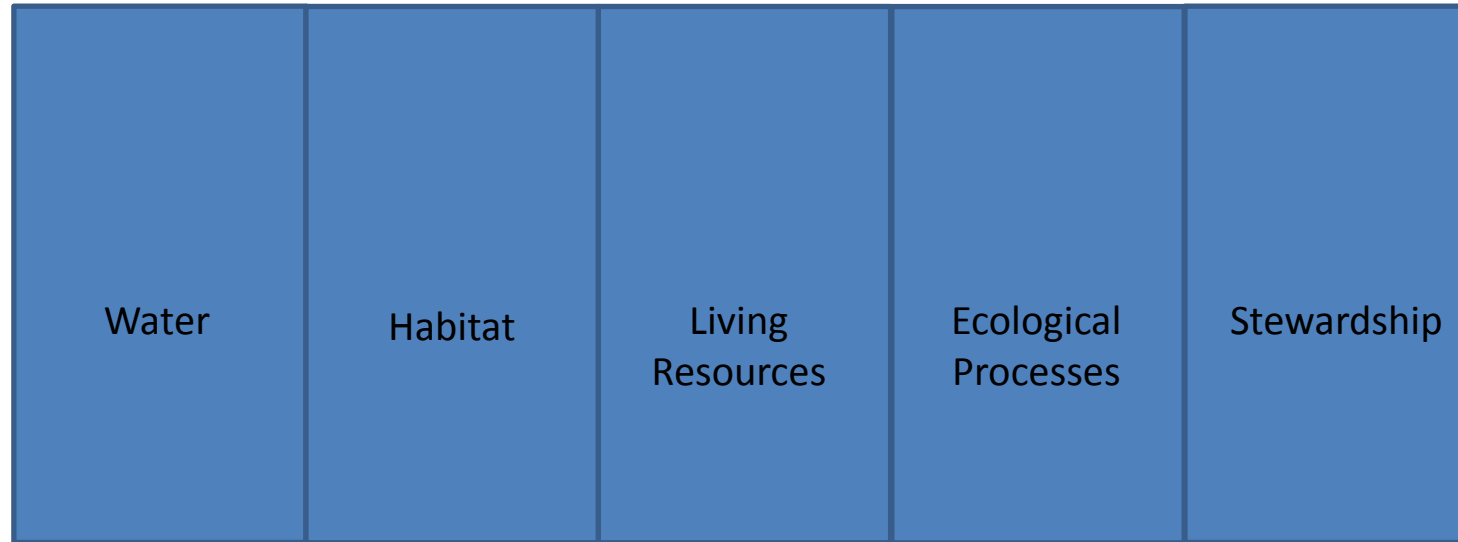 Water
Habitat
Living
Resources
Ecological
Processes
Stewardship